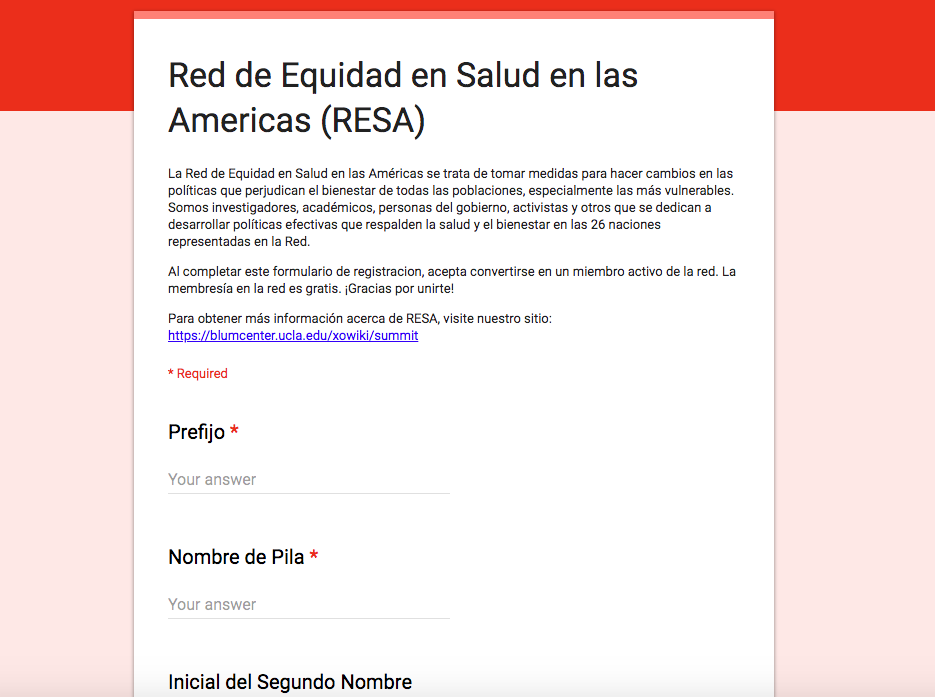 Red de Equidad en Salud en las
Americas (RESA)
La Red de Equidad en Salud en las Américas se trata de tomar medidas para hacer cambios en las
políticas que perjudican el bienestar de todas las poblaciones, especialmente las más vulnerables.
Somos investigadores, académicos, personas del gobierno, activistas y otros que se dedican a
desarrollar políticas efectivas que respalden la salud y el bienestar en las 26 naciones
representadas en la Red.
Al completar este formulario de registracion, acepta convertirse en un miembro activo de la red. La
membresía en la red es gratis. ¡Gracias por unirte!
Para obtener más información acerca de RESA, visite nuestro sitio:
https://blumcenter.ucla.edu/xowiki/summit
* Required
Prefijo *
Your answer
Nombre de Pila *
Your answer
Inicial del Segundo Nombre